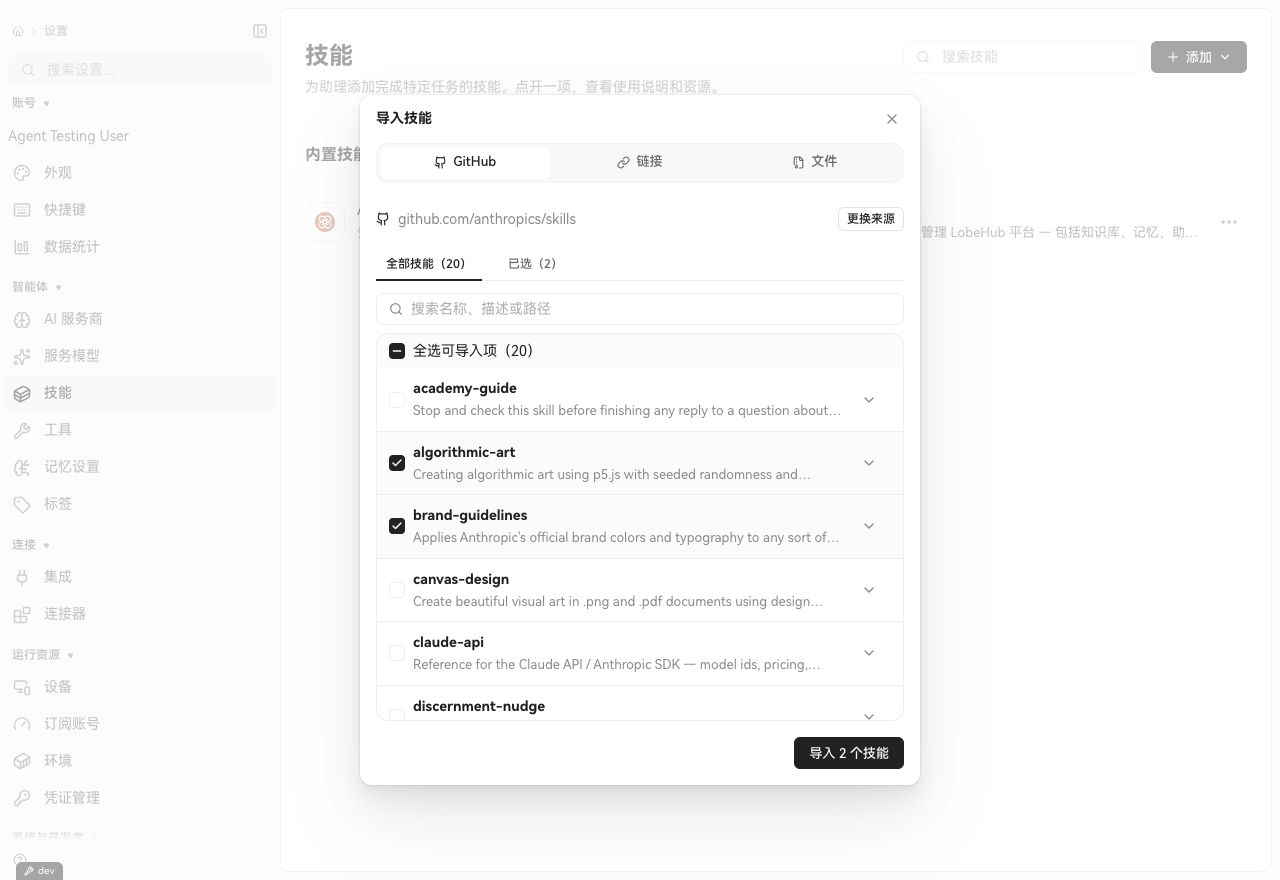 设置
搜索设置...
账号
Agent Testing User
外观
快捷键
数据统计
智能体
AI 服务商
服务模型
技能
工具
记忆设置
标签
连接
集成
连接器
运行资源
设备
订阅账号
环境
凭证管理
系统与开发者
dev
技能
搜索技能
添加
为助理添加完成特定任务的技能。点开一项，查看使用说明和资源。
内置技能
管理 LobeHub 平台 — 包括知识库、记忆、助...
导入技能
GitHub
链接
文件
github.com/anthropics/skills
更换来源
全部技能（20）
已选（2）
搜索名称、描述或路径
全选可导入项（20）
academy-guide
Stop and check this skill before finishing any reply to a question about...
algorithmic-art
Creating algorithmic art using p5.js with seeded randomness and...
brand-guidelines
Applies Anthropic's official brand colors and typography to any sort of...
canvas-design
Create beautiful visual art in .png and .pdf documents using design...
claude-api
Reference for the Claude API / Anthropic SDK — model ids, pricing,...
discernment-nudge
导入 2 个技能